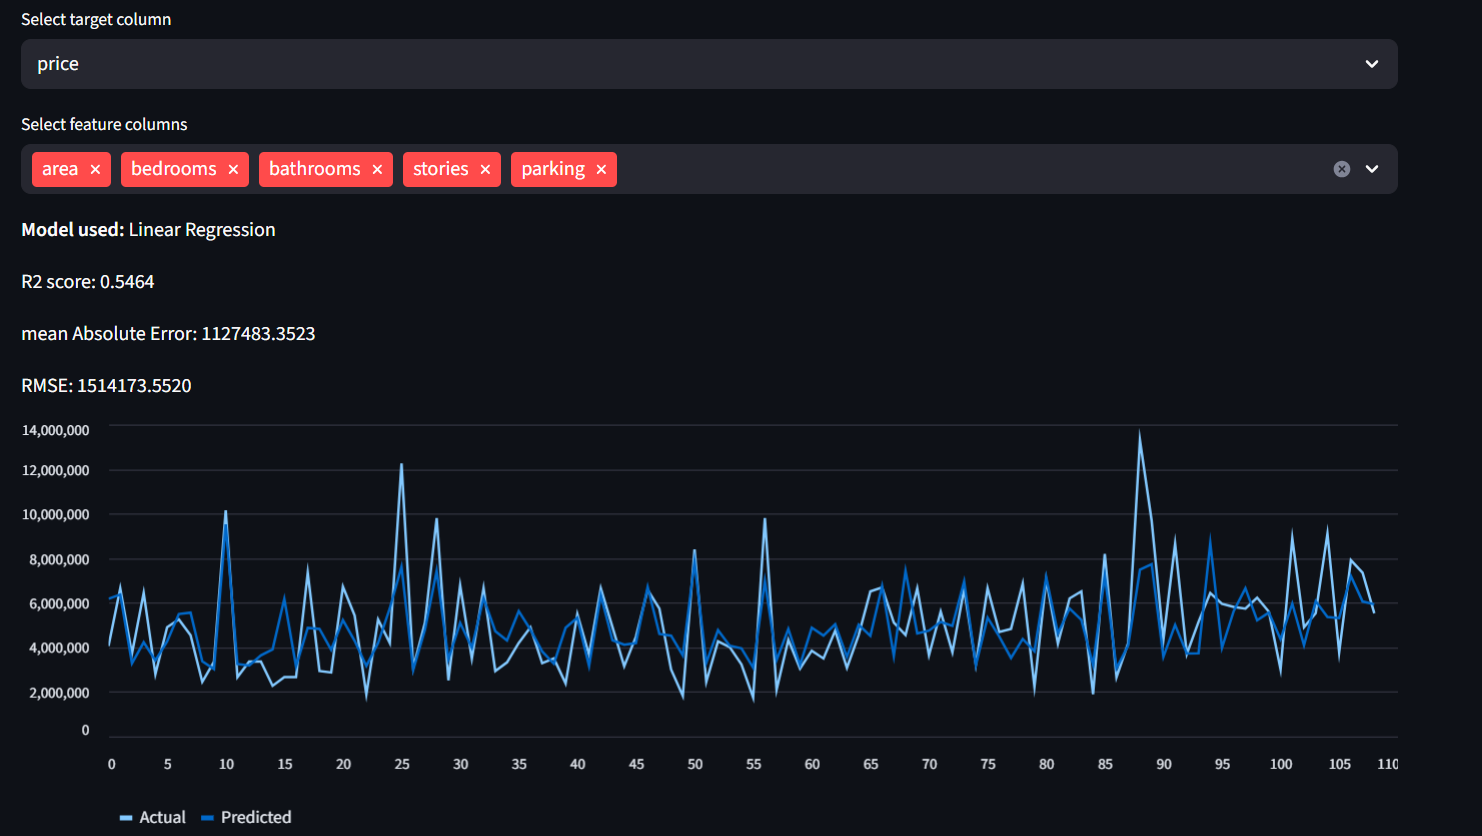 Select target column
price
Select feature columns
area × bedrooms × bathrooms × stories × parking ×
Model used: Linear Regression
R2 score: 0.5464
mean Absolute Error: 1127483.3523
RMSE: 1514173.5520
14,000,000
12,000,000
10,000,000
8,000,000
6,000,000
4,000,000
2,000,000
0
0 5 10 15 20 25 30 35 40 45 50 55 60 65 70 75 80 85 90 95 100 105 110
Actual Predicted